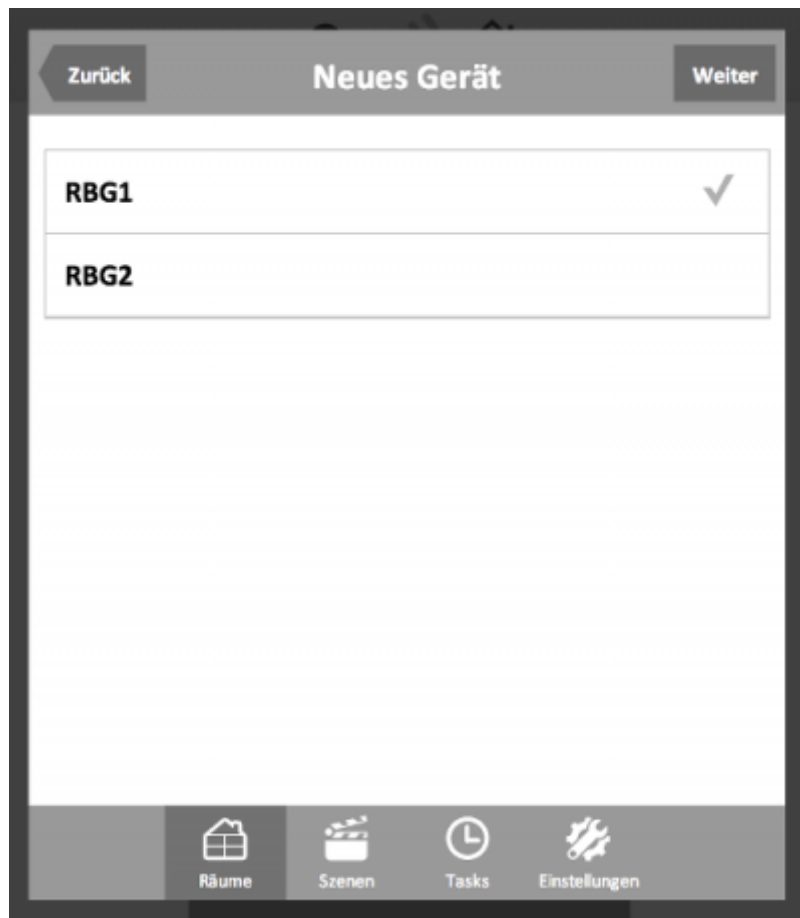 Zurück
Neues Gerät
Weiter
RBG1
RBG2
Räume
Szenen
Tasks
Einstellungen